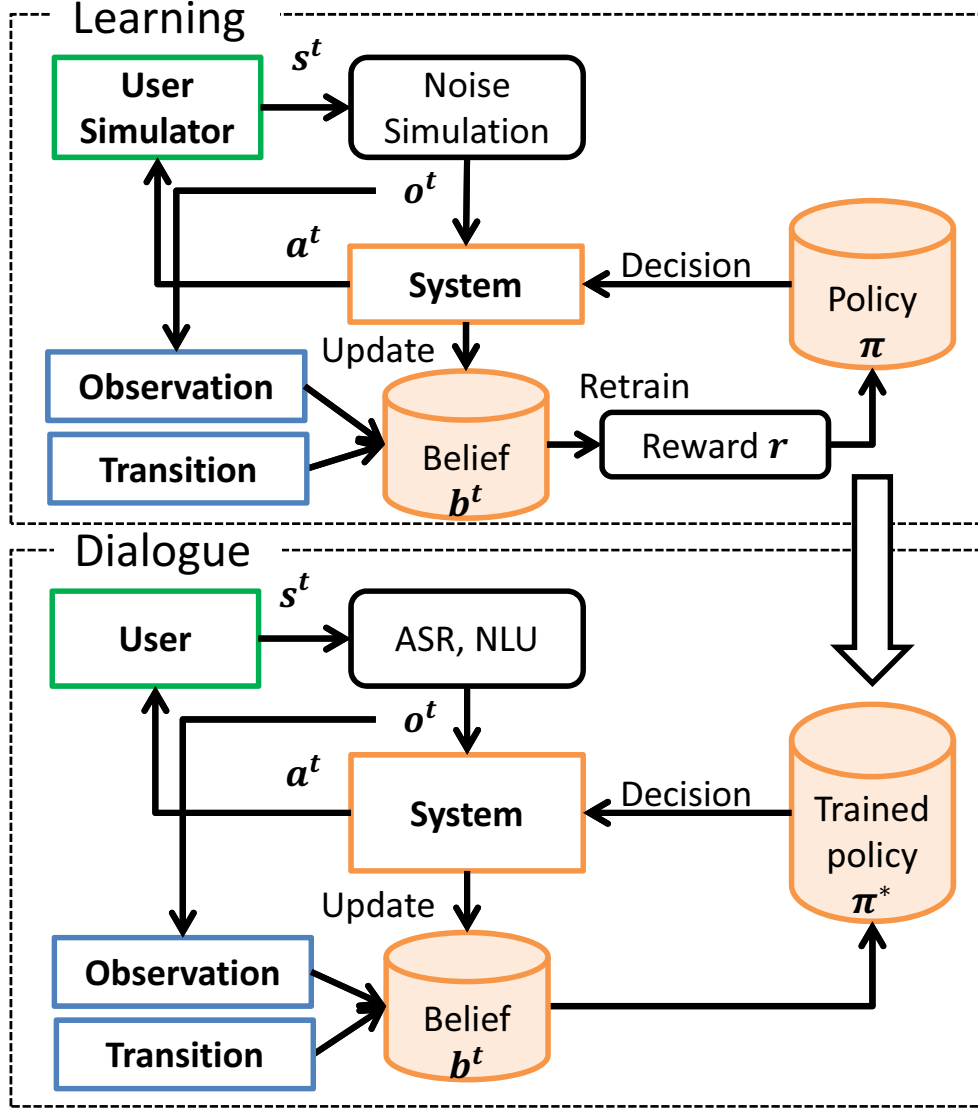 Learning
s^t
User
Simulator
Noise
Simulation
o^t
a^t
System
Decision
Policy
π
Update
Observation
Retrain
Transition
Belief
b^t
Reward r
Dialogue
s^t
User
ASR, NLU
o^t
a^t
System
Decision
Trained
policy
π*
Update
Observation
Transition
Belief
b^t